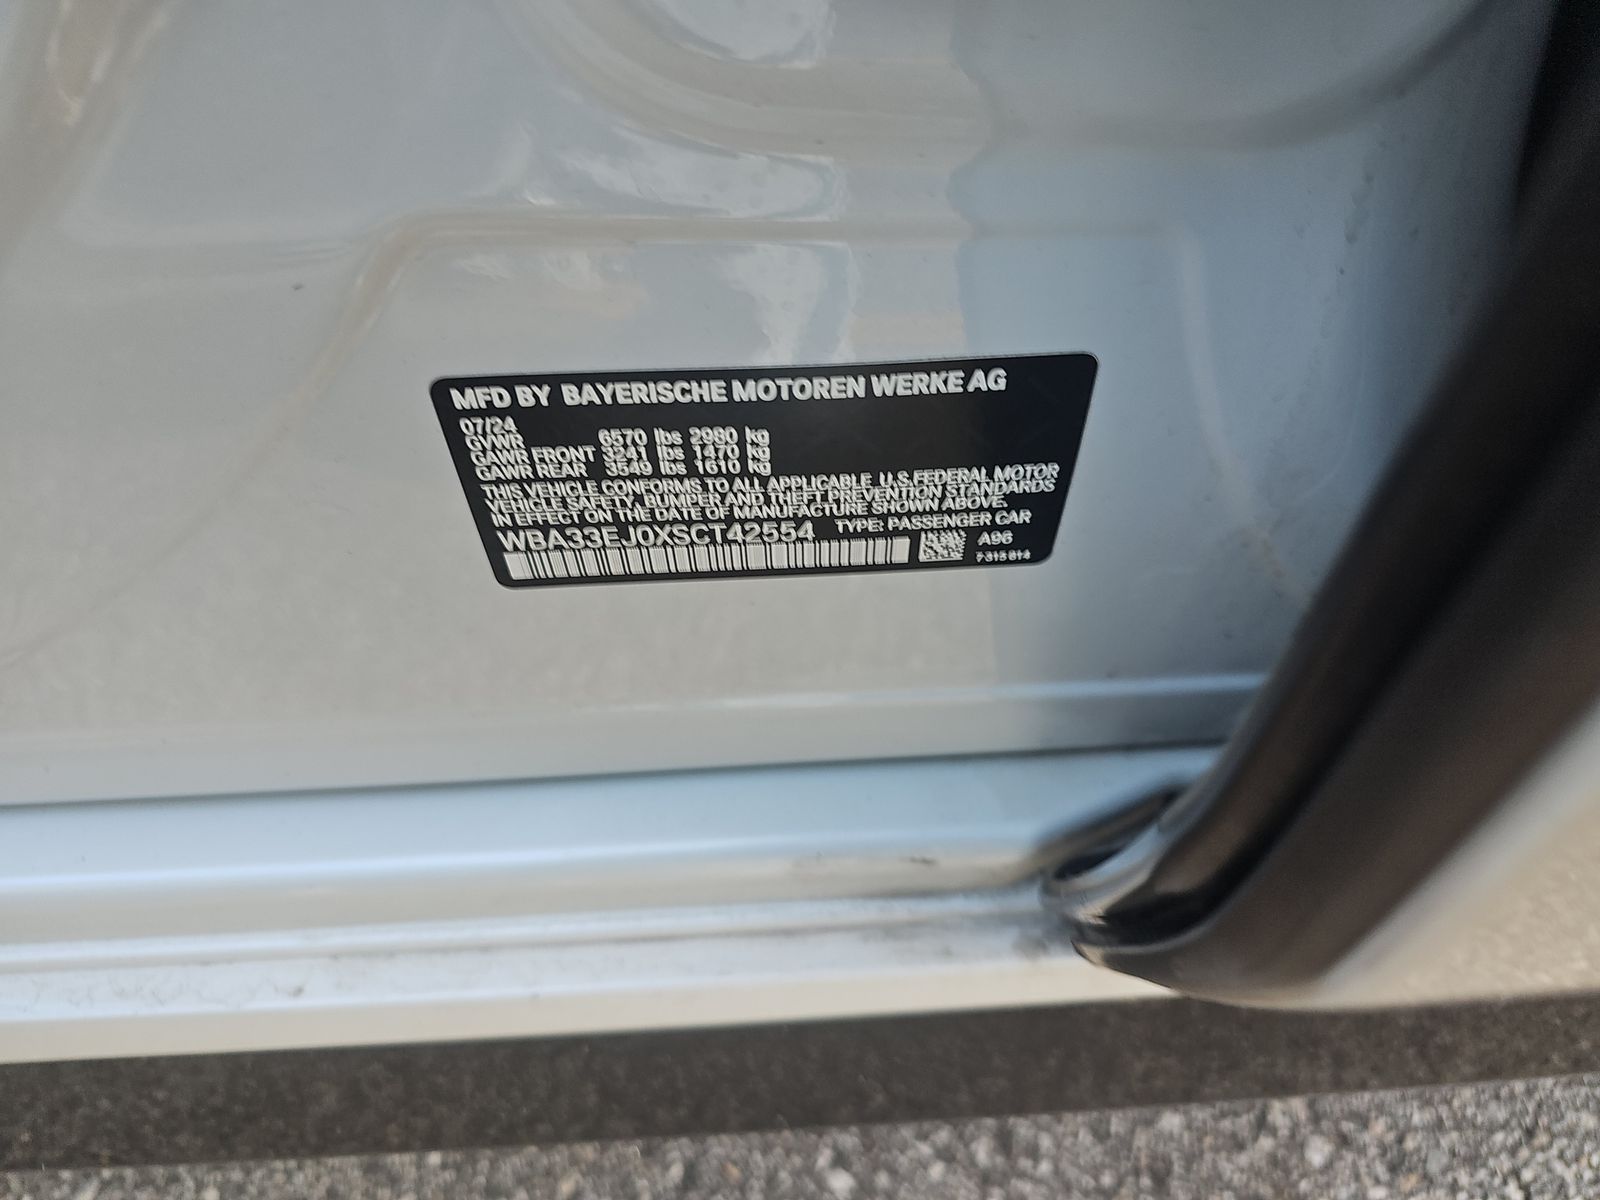 MFD BY BAYERISCHE MOTOREN WERKE AG
07/24
GVWR 6570 lbs 2980 kg
GAWR FRONT 3241 lbs 1470 kg
GAWR REAR 3549 lbs 1610 kg
THIS VEHICLE CONFORMS TO ALL APPLICABLE U.S.FEDERAL MOTOR
VEHICLE SAFETY, BUMPER AND THEFT PREVENTION STANDARDS
IN EFFECT ON THE DATE OF MANUFACTURE SHOWN ABOVE.
WBA33EJ0XSCT42554 TYPE: PASSENGER CAR
A96